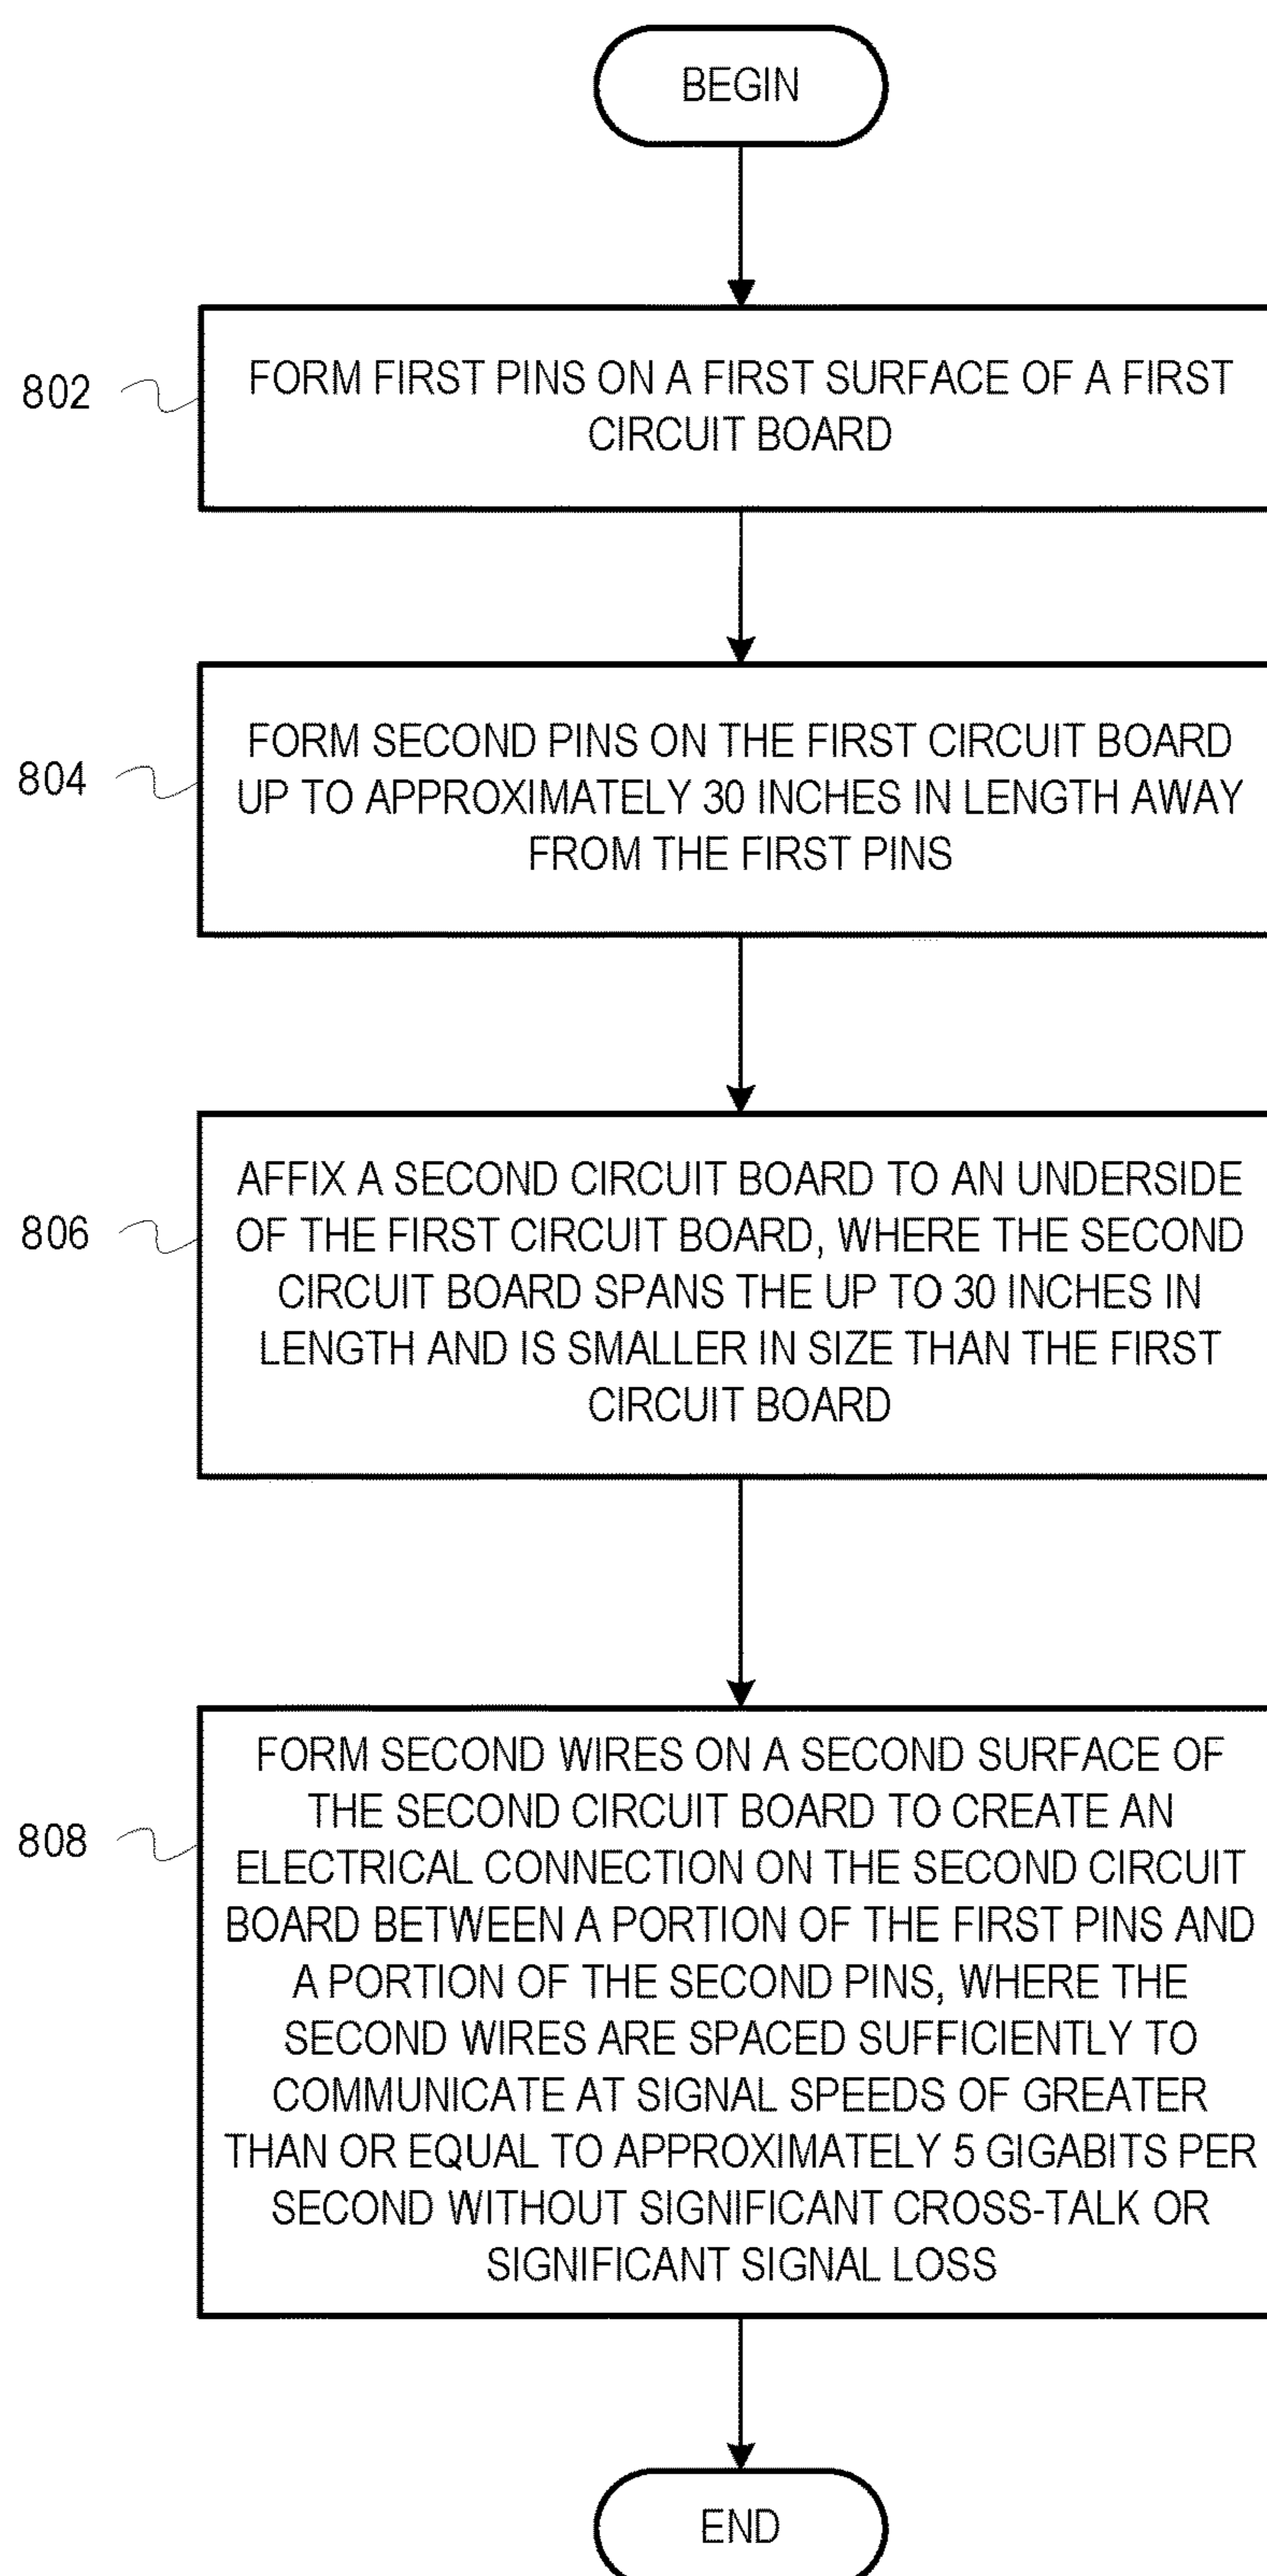 BEGIN
802
FORM FIRST PINS ON A FIRST SURFACE OF A FIRST
CIRCUIT BOARD
804
FORM SECOND PINS ON THE FIRST CIRCUIT BOARD
UP TO APPROXIMATELY 30 INCHES IN LENGTH AWAY
FROM THE FIRST PINS
806
AFFIX A SECOND CIRCUIT BOARD TO AN UNDERSIDE
OF THE FIRST CIRCUIT BOARD, WHERE THE SECOND
CIRCUIT BOARD SPANS THE UP TO 30 INCHES IN
LENGTH AND IS SMALLER IN SIZE THAN THE FIRST
CIRCUIT BOARD
808
FORM SECOND WIRES ON A SECOND SURFACE OF
THE SECOND CIRCUIT BOARD TO CREATE AN
ELECTRICAL CONNECTION ON THE SECOND CIRCUIT
BOARD BETWEEN A PORTION OF THE FIRST PINS AND
A PORTION OF THE SECOND PINS, WHERE THE
SECOND WIRES ARE SPACED SUFFICIENTLY TO
COMMUNICATE AT SIGNAL SPEEDS OF GREATER
THAN OR EQUAL TO APPROXIMATELY 5 GIGABITS PER
SECOND WITHOUT SIGNIFICANT CROSS-TALK OR
SIGNIFICANT SIGNAL LOSS
END